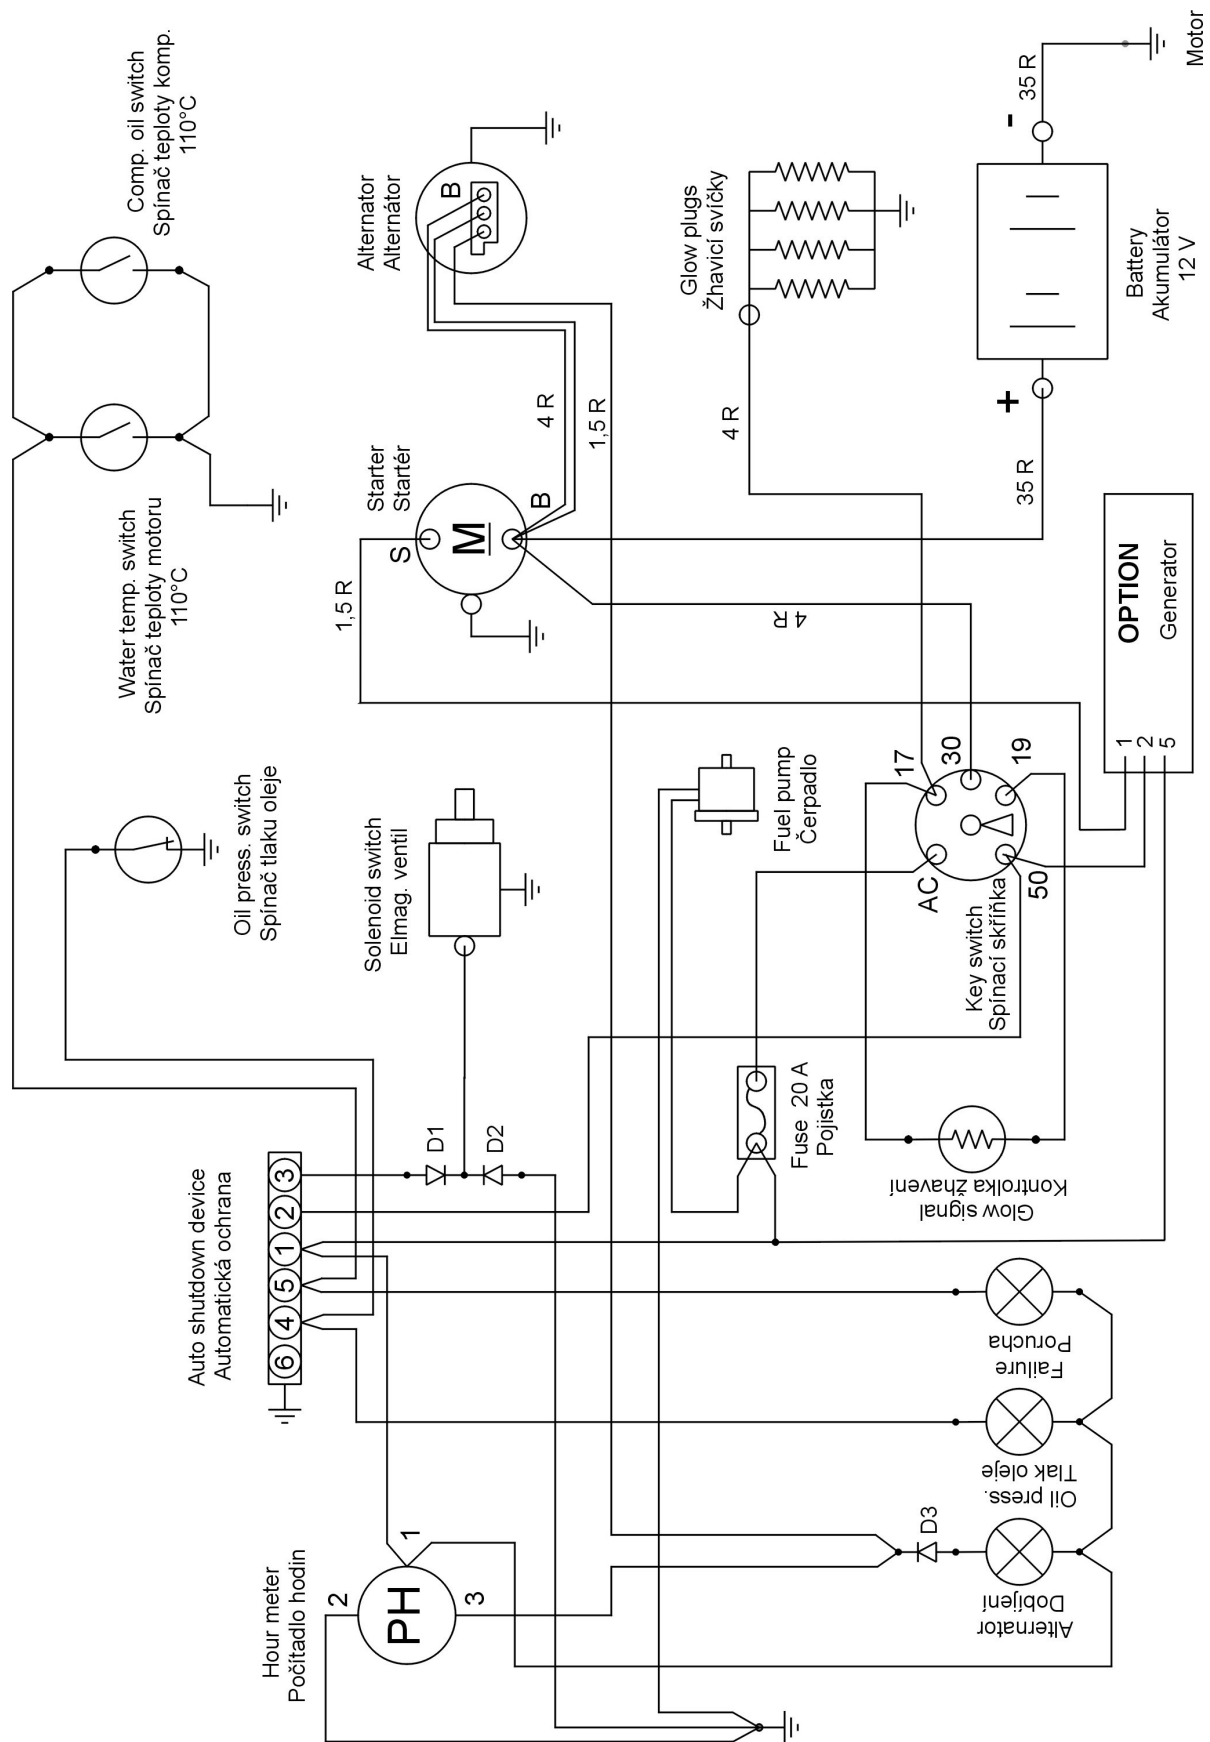 Comp. oil switch
Spínač teploty komp.
110°C
Water temp. switch
Spínač teploty motoru
110°C
Oil press. switch
Spínač tlaku oleje
Auto shutdown device
Automatická ochrana
6
4
5
1
2
3
Hour meter
Počítadlo hodin
PH
1
2
3
Alternator
Alternátor
B
4 R
1,5 R
Starter
Startér
S
M
B
1,5 R
4 R
Solenoid switch
Elmag. ventil
D1
D2
Glow plugs
Žhavicí svíčky
4 R
Battery
Akumulátor
12 V
+
-
35 R
35 R
Motor
Fuel pump
Čerpadlo
Key switch
Spínací skříňka
AC
17
30
19
50
Fuse 20 A
Pojistka
Glow signal
Kontrolka žhavení
OPTION
Generator
1
2
5
Failure
Porucha
Oil press.
Tlak oleje
Alternator
Dobíjení
D3